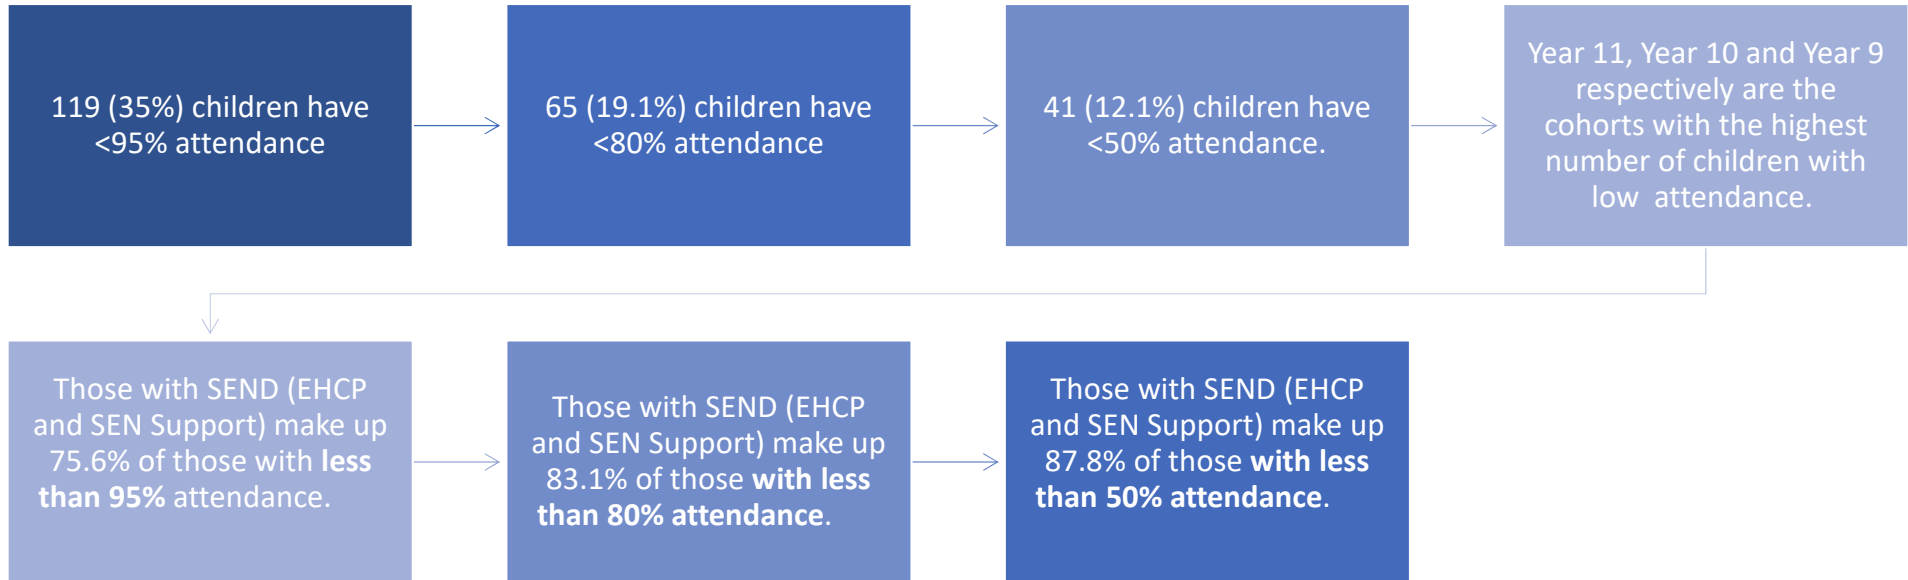 119 (35%) children have
<95% attendance
65 (19.1%) children have
<80% attendance
41 (12.1%) children have
<50% attendance.
Year 11, Year 10 and Year 9
respectively are the
cohorts with the highest
number of children with
low  attendance.
Those with SEND (EHCP
and SEN Support) make up
75.6% of those with less
than 95% attendance.
Those with SEND (EHCP
and SEN Support) make up
83.1% of those with less
than 80% attendance.
Those with SEND (EHCP
and SEN Support) make up
87.8% of those with less
than 50% attendance.